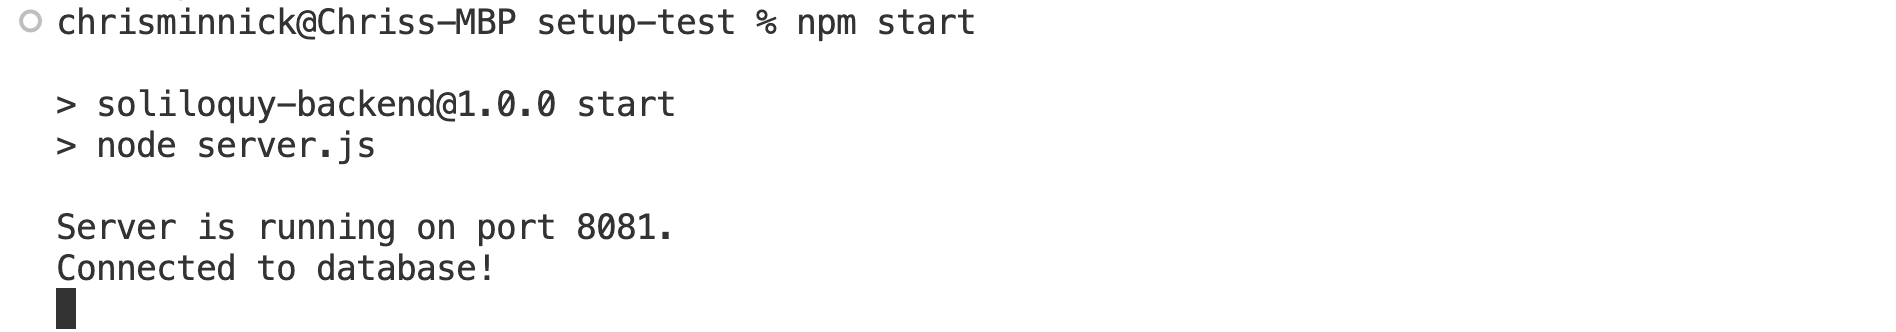 chrisminnick@Chriss-MBP setup-test % npm start
> soliloquy-backend@1.0.0 start
> node server.js
Server is running on port 8081.
Connected to database!